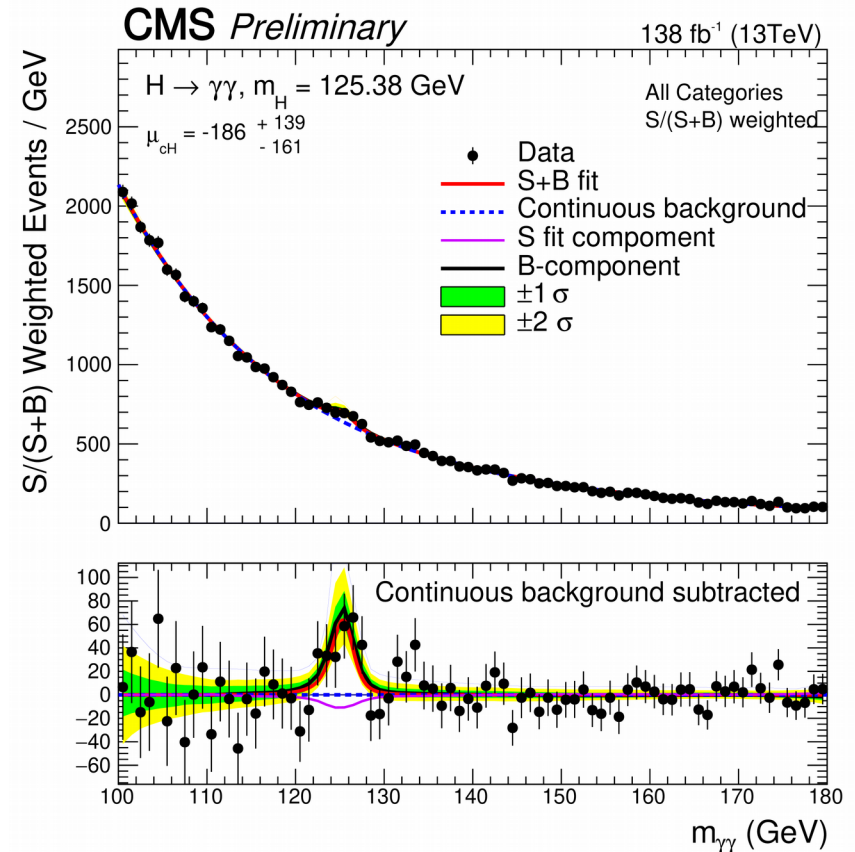 CMS Preliminary 138 fb⁻¹ (13TeV)
H → γγ, m_H = 125.38 GeV
μ_cH = -186 + 139 - 161
All Categories
S/(S+B) weighted
Data
S+B fit
Continuous background
S fit compoment
B-component
±1 σ
±2 σ
S/(S+B) Weighted Events / GeV
2500
2000
1500
1000
500
0
Continuous background subtracted
100
80
60
40
20
0
−20
−40
−60
100 110 120 130 140 150 160 170 180
m_γγ (GeV)